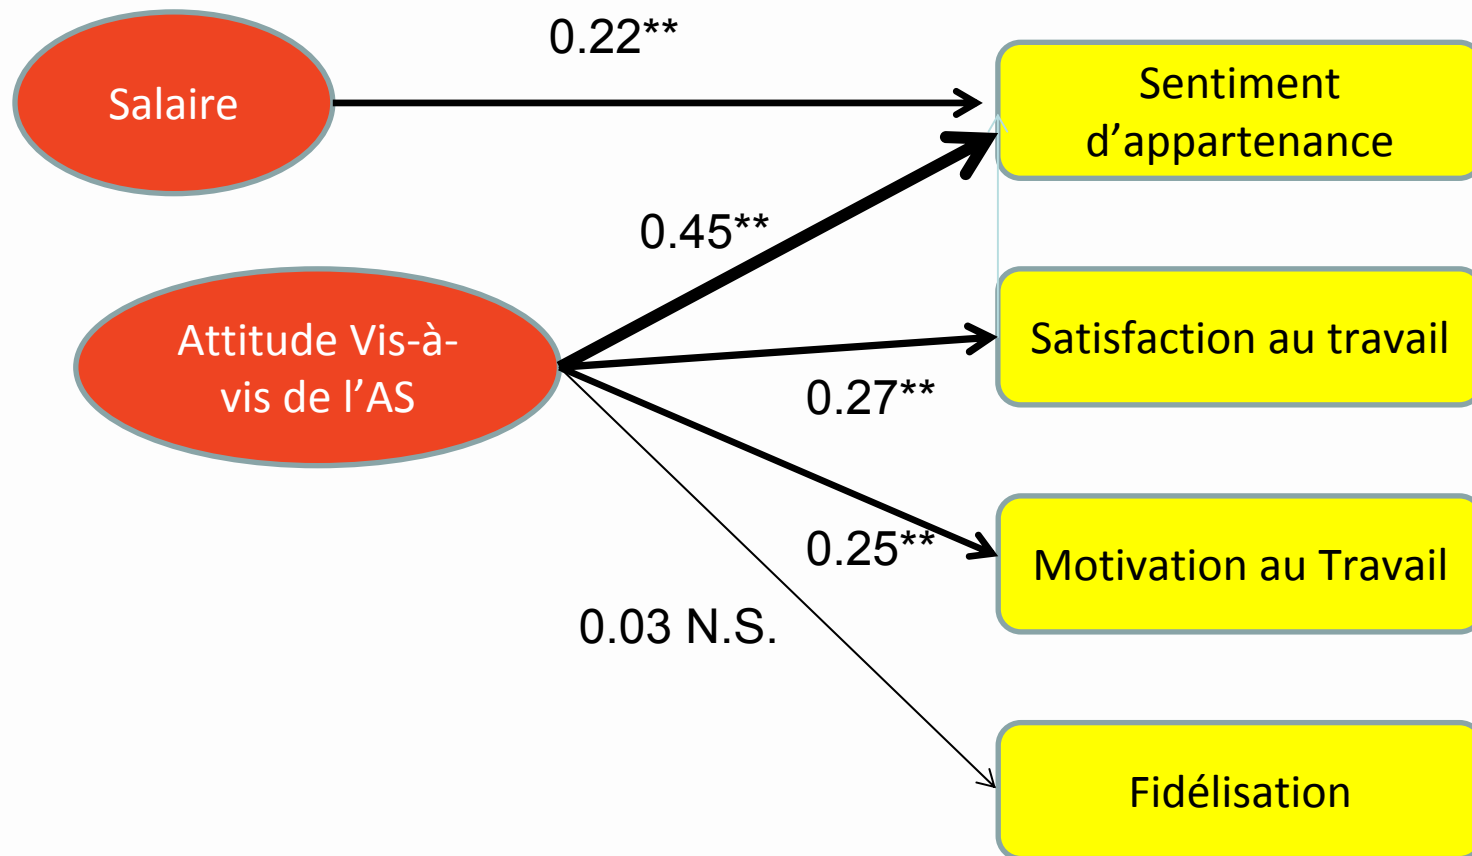 0.22**
Salaire
Sentiment
d’appartenance
0.45**
Attitude Vis-à-
vis de l’AS
Satisfaction au travail
0.27**
0.25**
Motivation au Travail
0.03 N.S.
Fidélisation